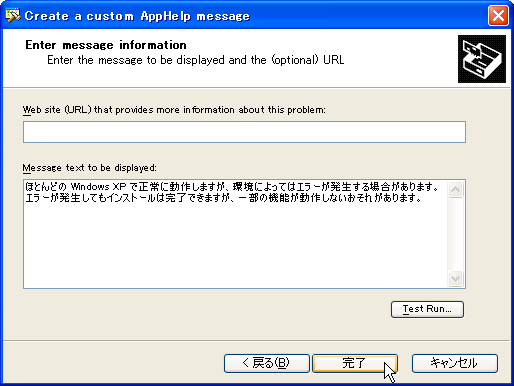 Create a custom AppHelp message
Enter message information
Enter the message to be displayed and the (optional) URL
Web site (URL) that provides more information about this problem:
Message text to be displayed:
ほとんどの Windows XP で正常に動作しますが、環境によってはエラーが発生する場合があります。
エラーが発生してもインストールは完了できますが、一部の機能が動作しないおそれがあります。
Test Run...
< 戻る(B)
完了
キャンセル